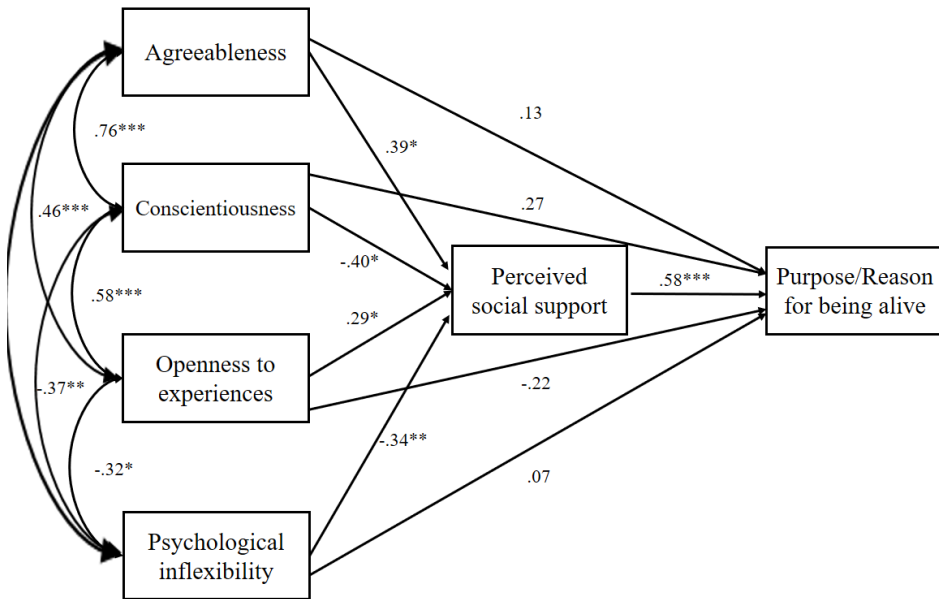 Agreeableness
.13
.76***
.39*
Conscientiousness
.27
.46***
-.40*
Perceived
social support
.58***
Purpose/Reason
for being alive
.58***
.29*
Openness to
experiences
-.37**
-.22
-.34**
-.32*
.07
Psychological
inflexibility